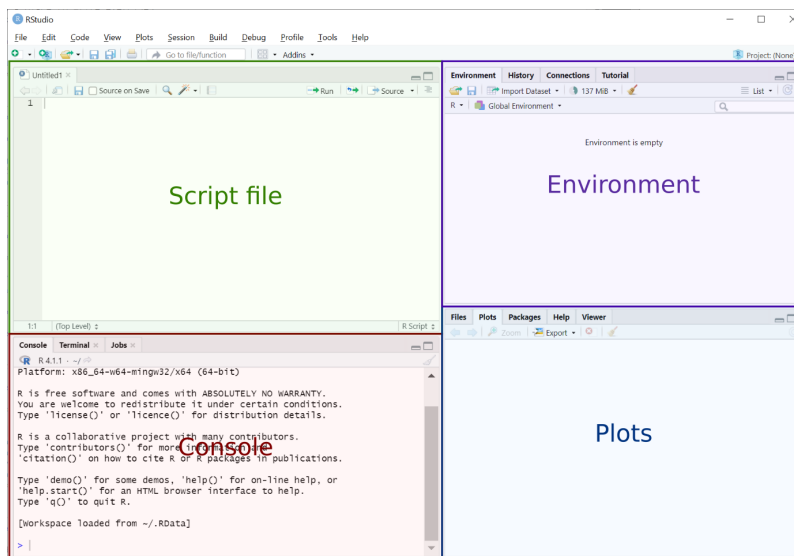 RStudio
File Edit Code View Plots Session Build Debug Profile Tools Help
Go to file/function Addins Project: (None)
Untitled1
Source on Save Run Source
1
Script file
1:1 (Top Level) R Script
Environment History Connections Tutorial
Import Dataset 137 MiB List
R Global Environment
Environment is empty
Environment
Console Terminal Jobs
R 4.1.1 · ~/
Platform: x86_64-w64-mingw32/x64 (64-bit)
R is free software and comes with ABSOLUTELY NO WARRANTY.
You are welcome to redistribute it under certain conditions.
Type 'license()' or 'licence()' for distribution details.
R is a collaborative project with many contributors.
Type 'contributors()' for more information and
'citation()' on how to cite R or R packages in publications.
Console
Type 'demo()' for some demos, 'help()' for on-line help, or
'help.start()' for an HTML browser interface to help.
Type 'q()' to quit R.
[Workspace loaded from ~/.RData]
>
Files Plots Packages Help Viewer
Zoom Export
Plots